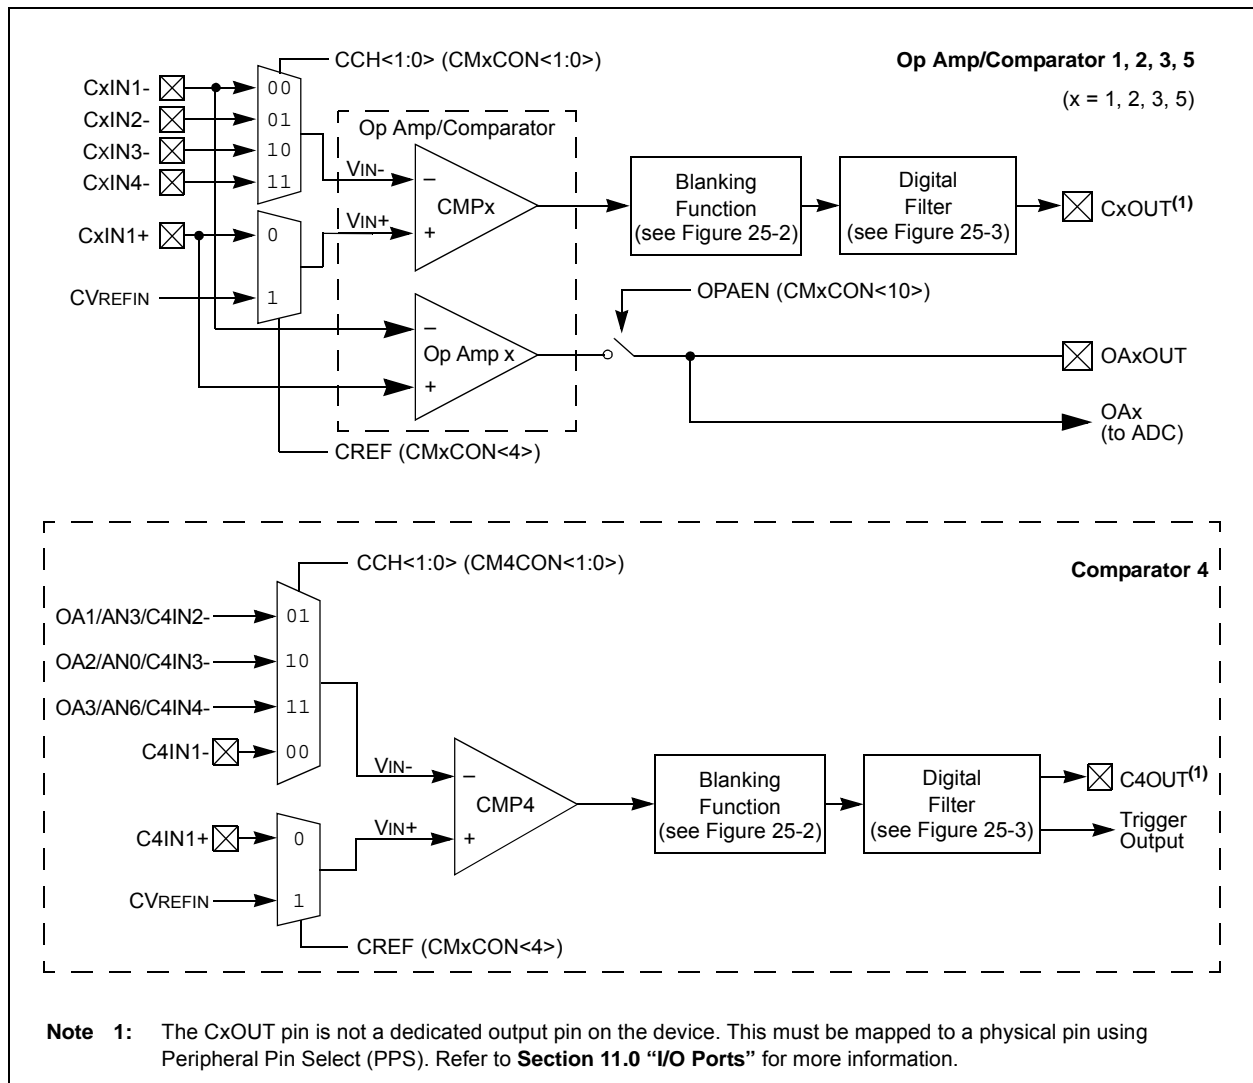 CCH<1:0> (CMxCON<1:0>)
Op Amp/Comparator 1, 2, 3, 5
(x = 1, 2, 3, 5)
CxIN1-
00
CxIN2-
01
Op Amp/Comparator
CxIN3-
10
CxIN4-
11
VIN-
–
CMPx
Blanking
Function
(see Figure 25-2)
Digital
Filter
(see Figure 25-3)
CxOUT(1)
CxIN1+
0
VIN+
+
CVREFIN
1
OPAEN (CMxCON<10>)
–
Op Amp x
+
OAxOUT
OAx
(to ADC)
CREF (CMxCON<4>)
CCH<1:0> (CM4CON<1:0>)
Comparator 4
OA1/AN3/C4IN2-
01
OA2/AN0/C4IN3-
10
OA3/AN6/C4IN4-
11
C4IN1-
00
VIN-
–
CMP4
Blanking
Function
(see Figure 25-2)
Digital
Filter
(see Figure 25-3)
C4OUT(1)
Trigger
Output
C4IN1+
0
VIN+
+
CVREFIN
1
CREF (CMxCON<4>)
Note 1: The CxOUT pin is not a dedicated output pin on the device. This must be mapped to a physical pin using
Peripheral Pin Select (PPS). Refer to Section 11.0 “I/O Ports” for more information.